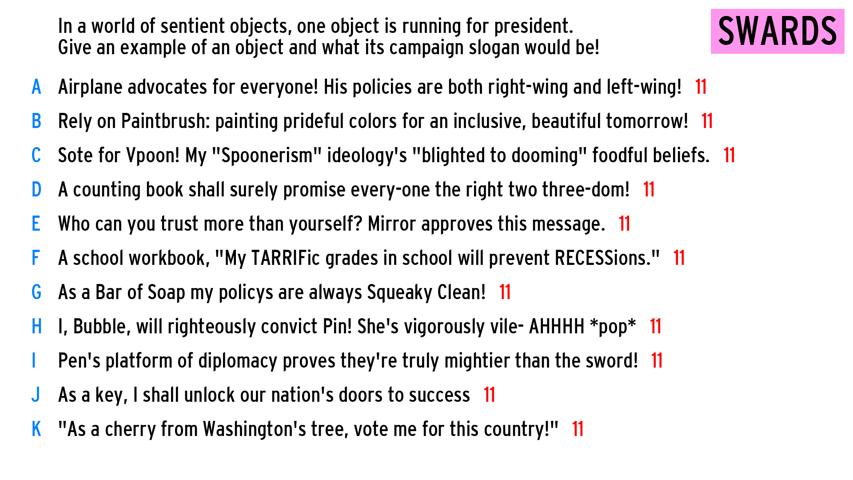 In a world of sentient objects, one object is running for president.
Give an example of an object and what its campaign slogan would be!
SWARDS
A Airplane advocates for everyone! His policies are both right-wing and left-wing! 11
B Rely on Paintbrush: painting prideful colors for an inclusive, beautiful tomorrow! 11
C Sote for Vpoon! My "Spoonerism" ideology's "blighted to dooming" foodful beliefs. 11
D A counting book shall surely promise every-one the right two three-dom! 11
E Who can you trust more than yourself? Mirror approves this message. 11
F A school workbook, "My TARRIFic grades in school will prevent RECESSions." 11
G As a Bar of Soap my policys are always Squeaky Clean! 11
H I, Bubble, will righteously convict Pin! She's vigorously vile- AHHHH *pop* 11
I Pen's platform of diplomacy proves they're truly mightier than the sword! 11
J As a key, I shall unlock our nation's doors to success 11
K "As a cherry from Washington's tree, vote me for this country!" 11